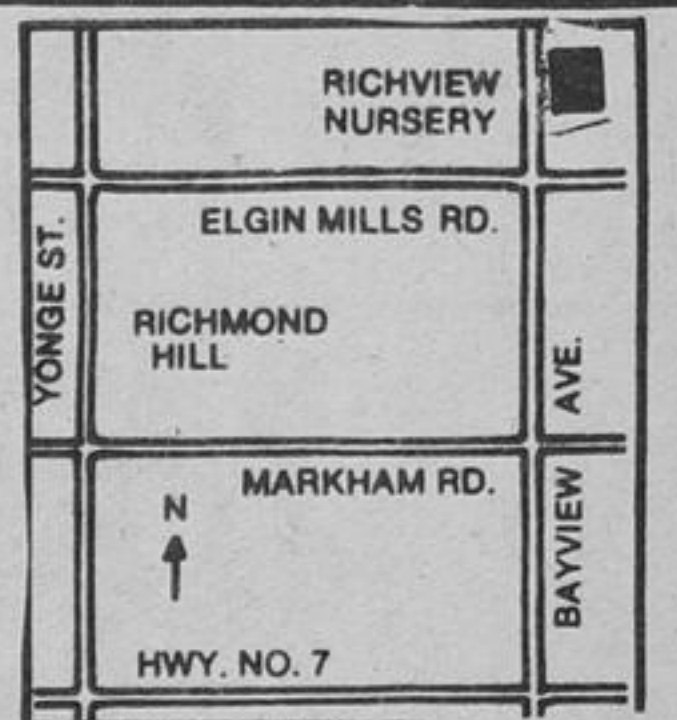 RICHVIEW
NURSERY
ELGIN MILLS RD.
YONGE ST.
RICHMOND
HILL
AVE.
MARKHAM RD.
N
BAYVIEW
HWY. NO. 7